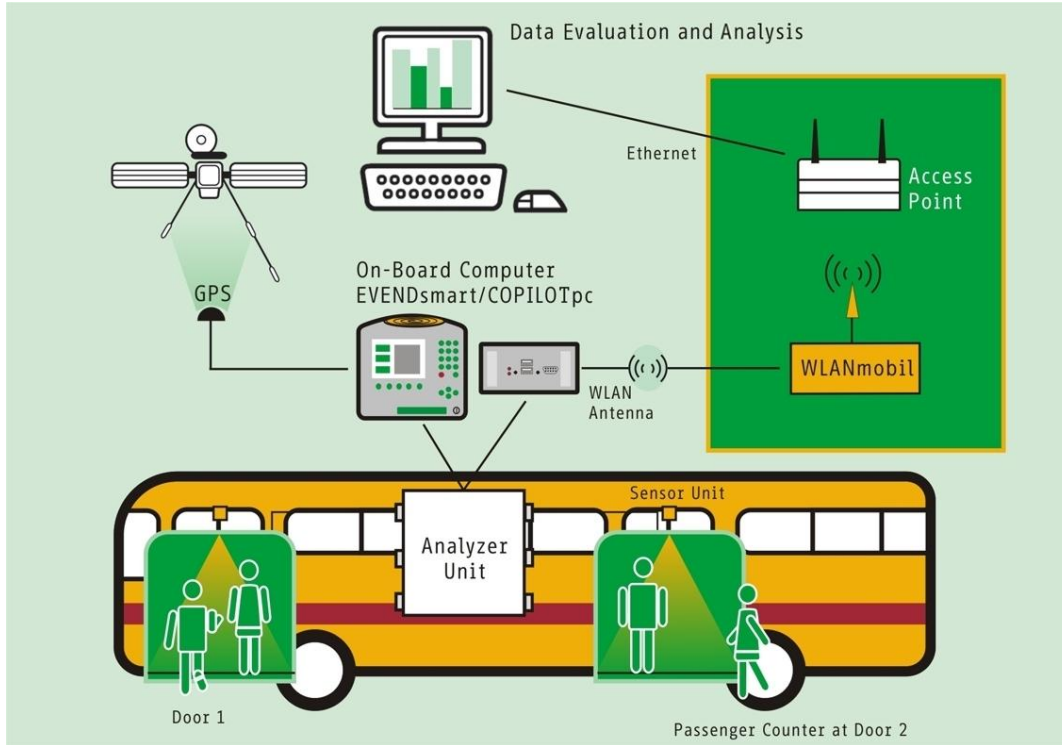 Data Evaluation and Analysis
Ethernet
Access
Point
GPS
On-Board Computer
EVENDsmart/COPILOTpc
WLANmobil
WLAN
Antenna
Sensor Unit
Analyzer
Unit
Door 1
Passenger Counter at Door 2